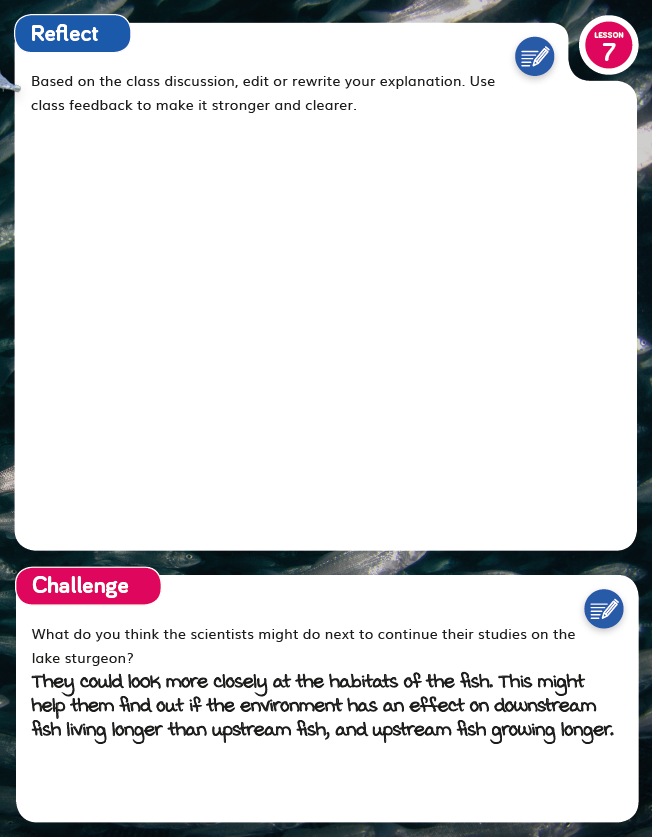 Reflect
LESSON
7
Based on the class discussion, edit or rewrite your explanation. Use
class feedback to make it stronger and clearer.
Challenge
What do you think the scientists might do next to continue their studies on the
lake sturgeon?
They could look more closely at the habitats of the fish. This might
help them find out if the environment has an effect on downstream
fish living longer than upstream fish, and upstream fish growing longer.